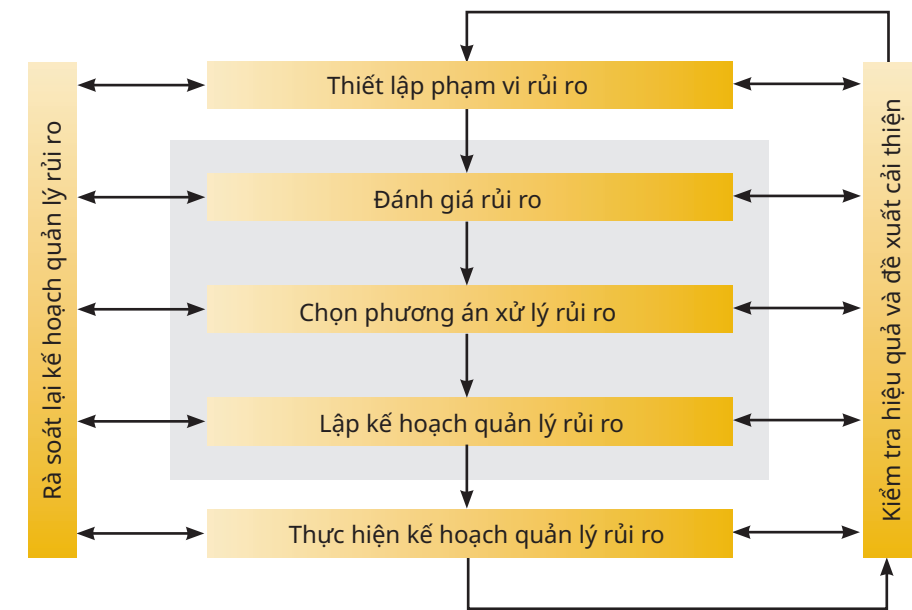 Thiết lập phạm vi rủi ro
Đánh giá rủi ro
Chọn phương án xử lý rủi ro
Lập kế hoạch quản lý rủi ro
Thực hiện kế hoạch quản lý rủi ro
Rà soát lại kế hoạch quản lý rủi ro
Kiểm tra hiệu quả và đề xuất cải thiện